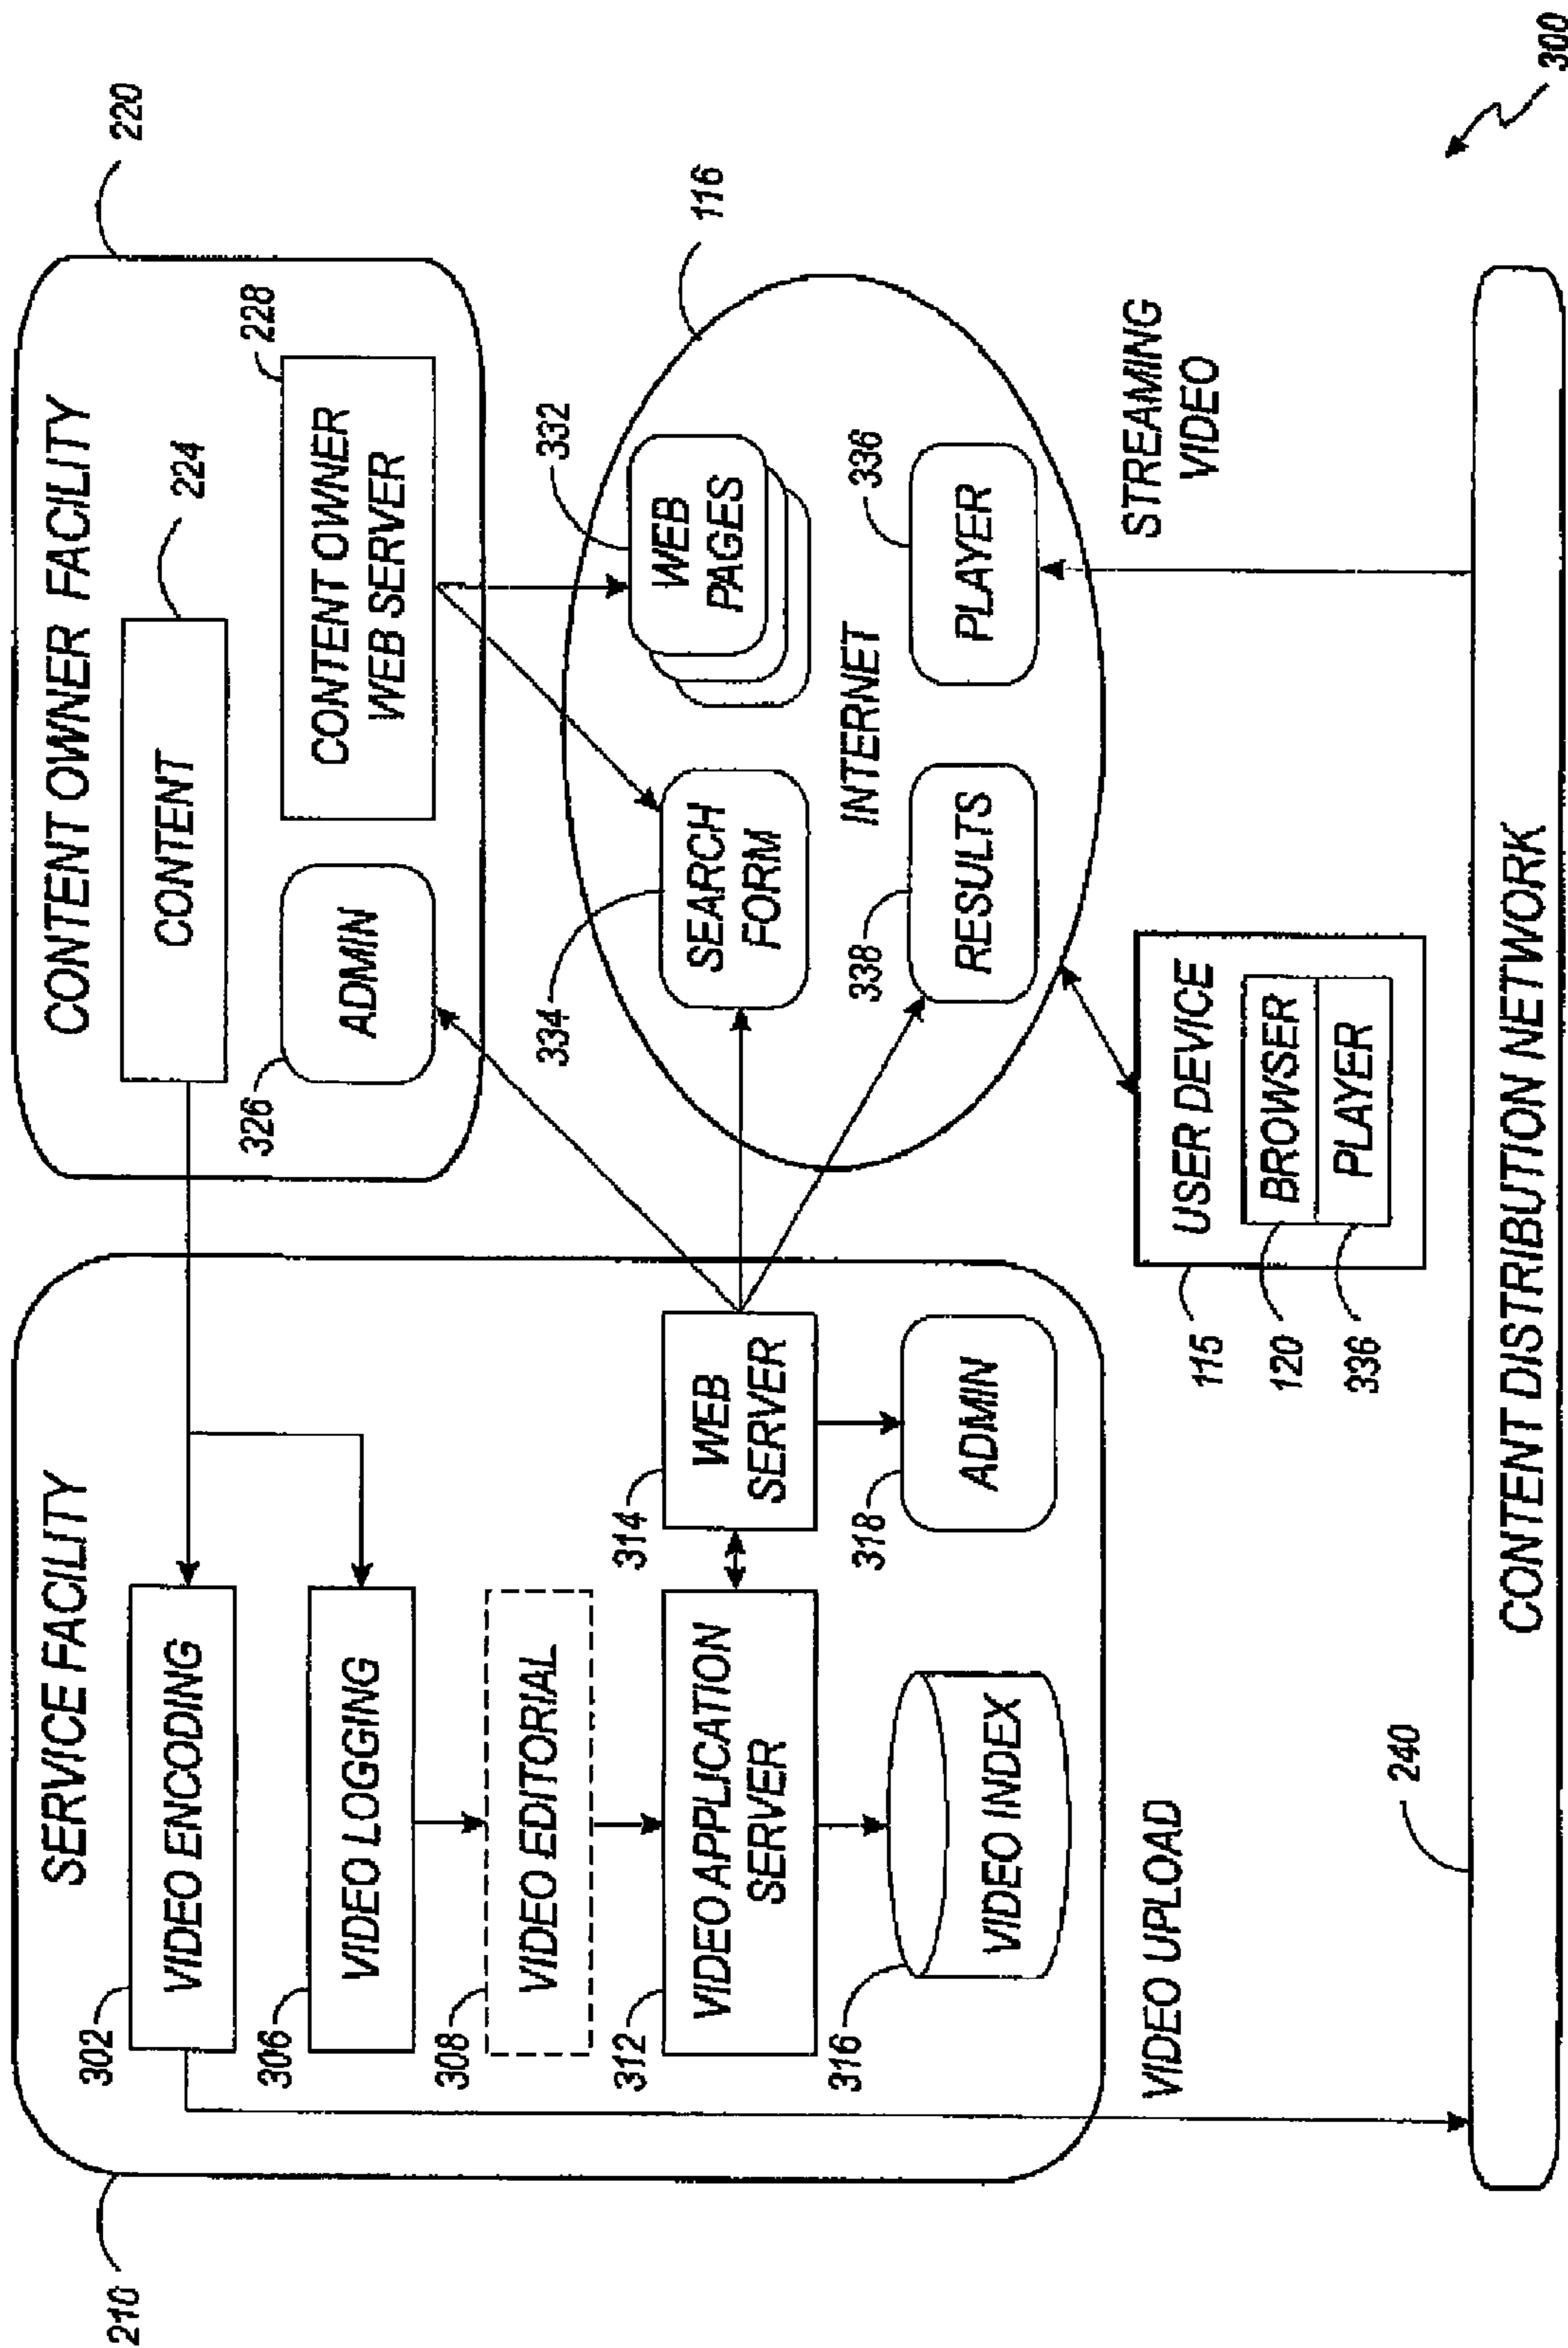 SERVICE FACILITY
210
302
VIDEO ENCODING
306
VIDEO LOGGING
308
VIDEO EDITORIAL
312
VIDEO APPLICATION
SERVER
316
VIDEO INDEX
314
WEB
SERVER
318
ADMIN
CONTENT OWNER FACILITY
220
CONTENT
224
326
ADMIN
228
CONTENT OWNER
WEB SERVER
116
334
SEARCH
FORM
332
WEB
PAGES
INTERNET
338
RESULTS
336
PLAYER
STREAMING
VIDEO
VIDEO UPLOAD
USER DEVICE
BROWSER
PLAYER
115
120
336
240
CONTENT DISTRIBUTION NETWORK
300